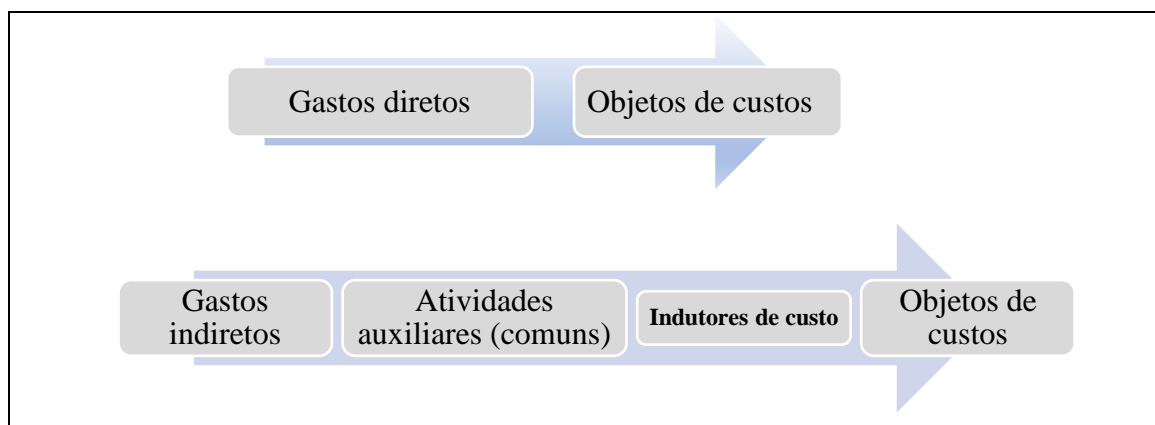 Gastos diretos
Objetos de custos
Gastos
indiretos
Atividades
auxiliares (comuns)
Indutores de custo
Objetos de
custos